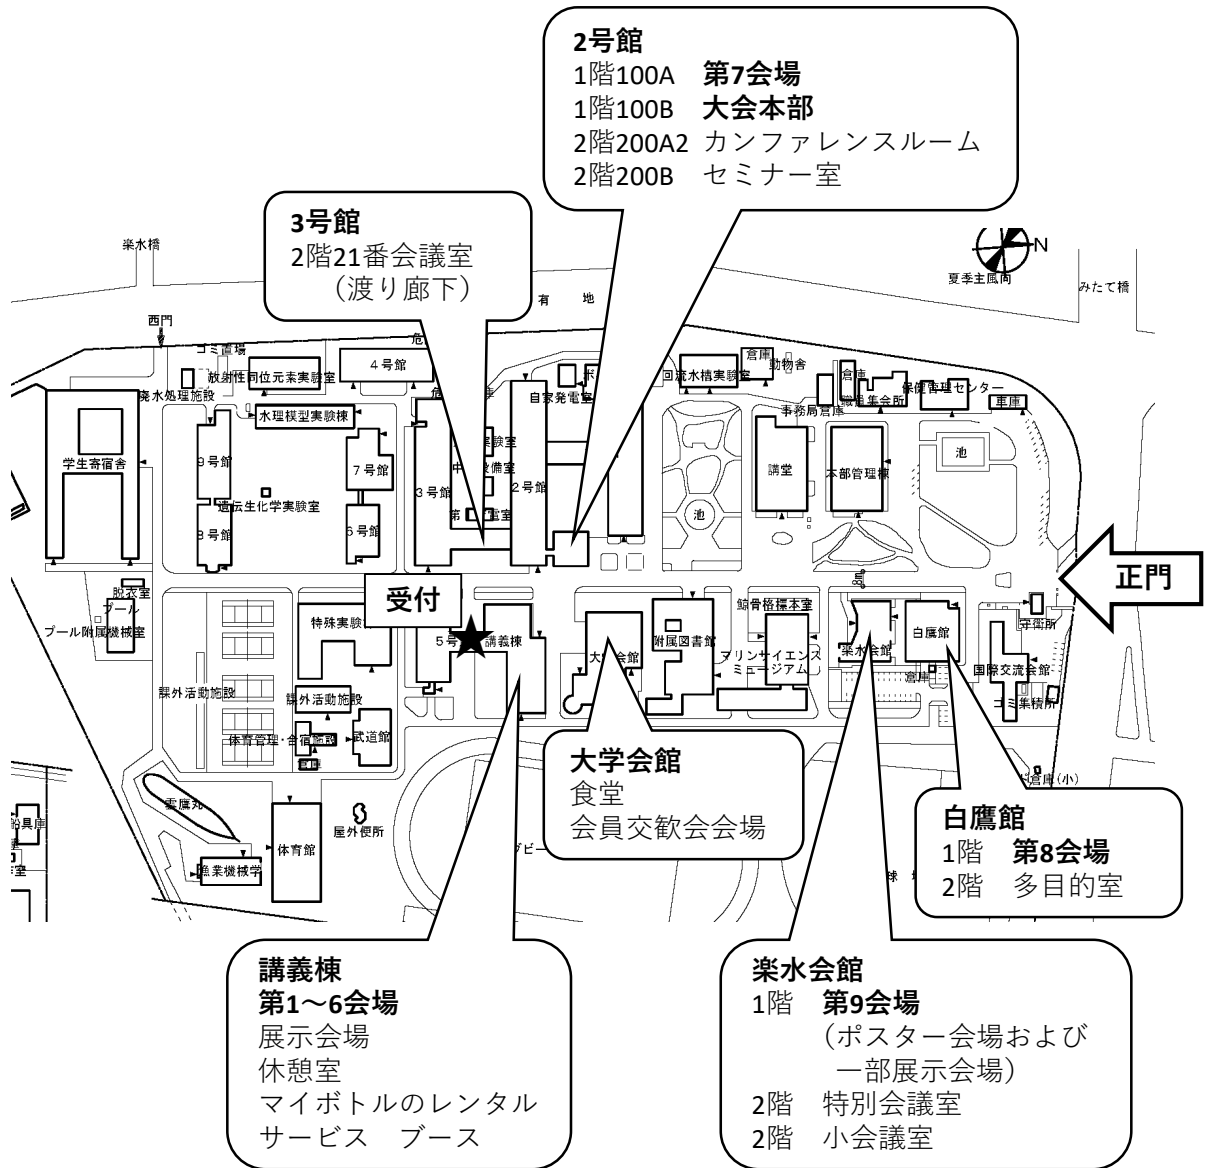 2号館
1階100A 第7会場
1階100B 大会本部
2階200A2 カンファレンスルーム
2階200B セミナー室
3号館
2階21番会議室
（渡り廊下）
楽水橋
N
夏季主風向
みたて橋
有 地
西門
ゴミ置場
放射性同位元素実験室
4号館
危
廃水処理施設
水理模型実験棟
自家発電室
回流水槽実験室
倉庫
動物舎
事務局倉庫
倉庫
職員集会所
保健管理センター
車庫
学生寄宿舎
9号館
7号館
3号館
2号館
講堂
本部管理棟
池
池
遺伝生化学実験室
8号館
6号館
正門
脱衣室
プール
プール附属機械室
受付
特殊実験
5号
講義棟
附属図書館
鯨骨格標本室
マリンサイエンス
ミュージアム
楽水会館
白鷹館
倉庫
守衛所
国際交流会館
ゴミ集積所
課外活動施設
課外活動施設
体育管理・合宿施設
武道館
倉庫
雲鷹丸
屋外便所
体育館
漁業機械学
船具庫
倉庫(小)
大学会館
食堂
会員交歓会会場
白鷹館
1階 第8会場
2階 多目的室
講義棟
第1～6会場
展示会場
休憩室
マイボトルのレンタル
サービス ブース
楽水会館
1階 第9会場
（ポスター会場および
一部展示会場）
2階 特別会議室
2階 小会議室